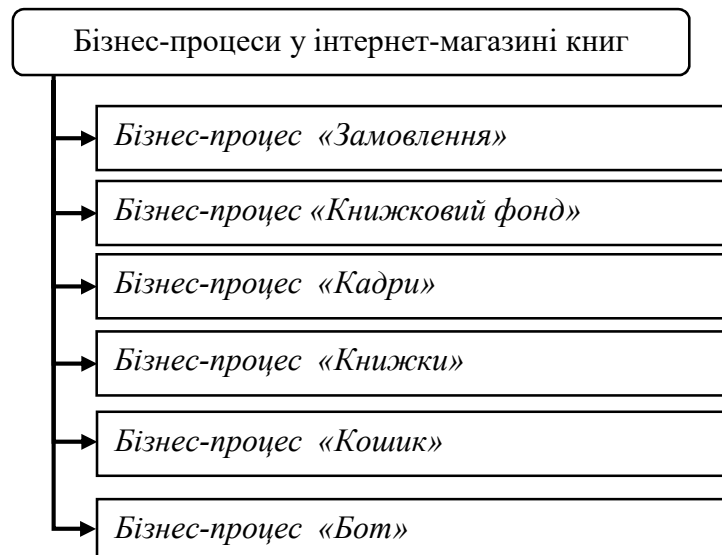 Бізнес-процеси у інтернет-магазині книг
Бізнес-процес «Замовлення»
Бізнес-процес «Книжковий фонд»
Бізнес-процес «Кадри»
Бізнес-процес «Книжки»
Бізнес-процес «Кошик»
Бізнес-процес «Бот»